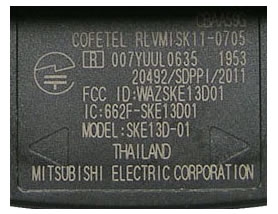 COFETEL RLVMISK11-0705
R 007YUUL0635 1953
20492/SDPPI/2011
FCC ID:WAZSKE13D01
IC:662F-SKE13D01
MODEL:SKE13D-01
THAILAND
MITSUBISHI ELECTRIC CORPORATION